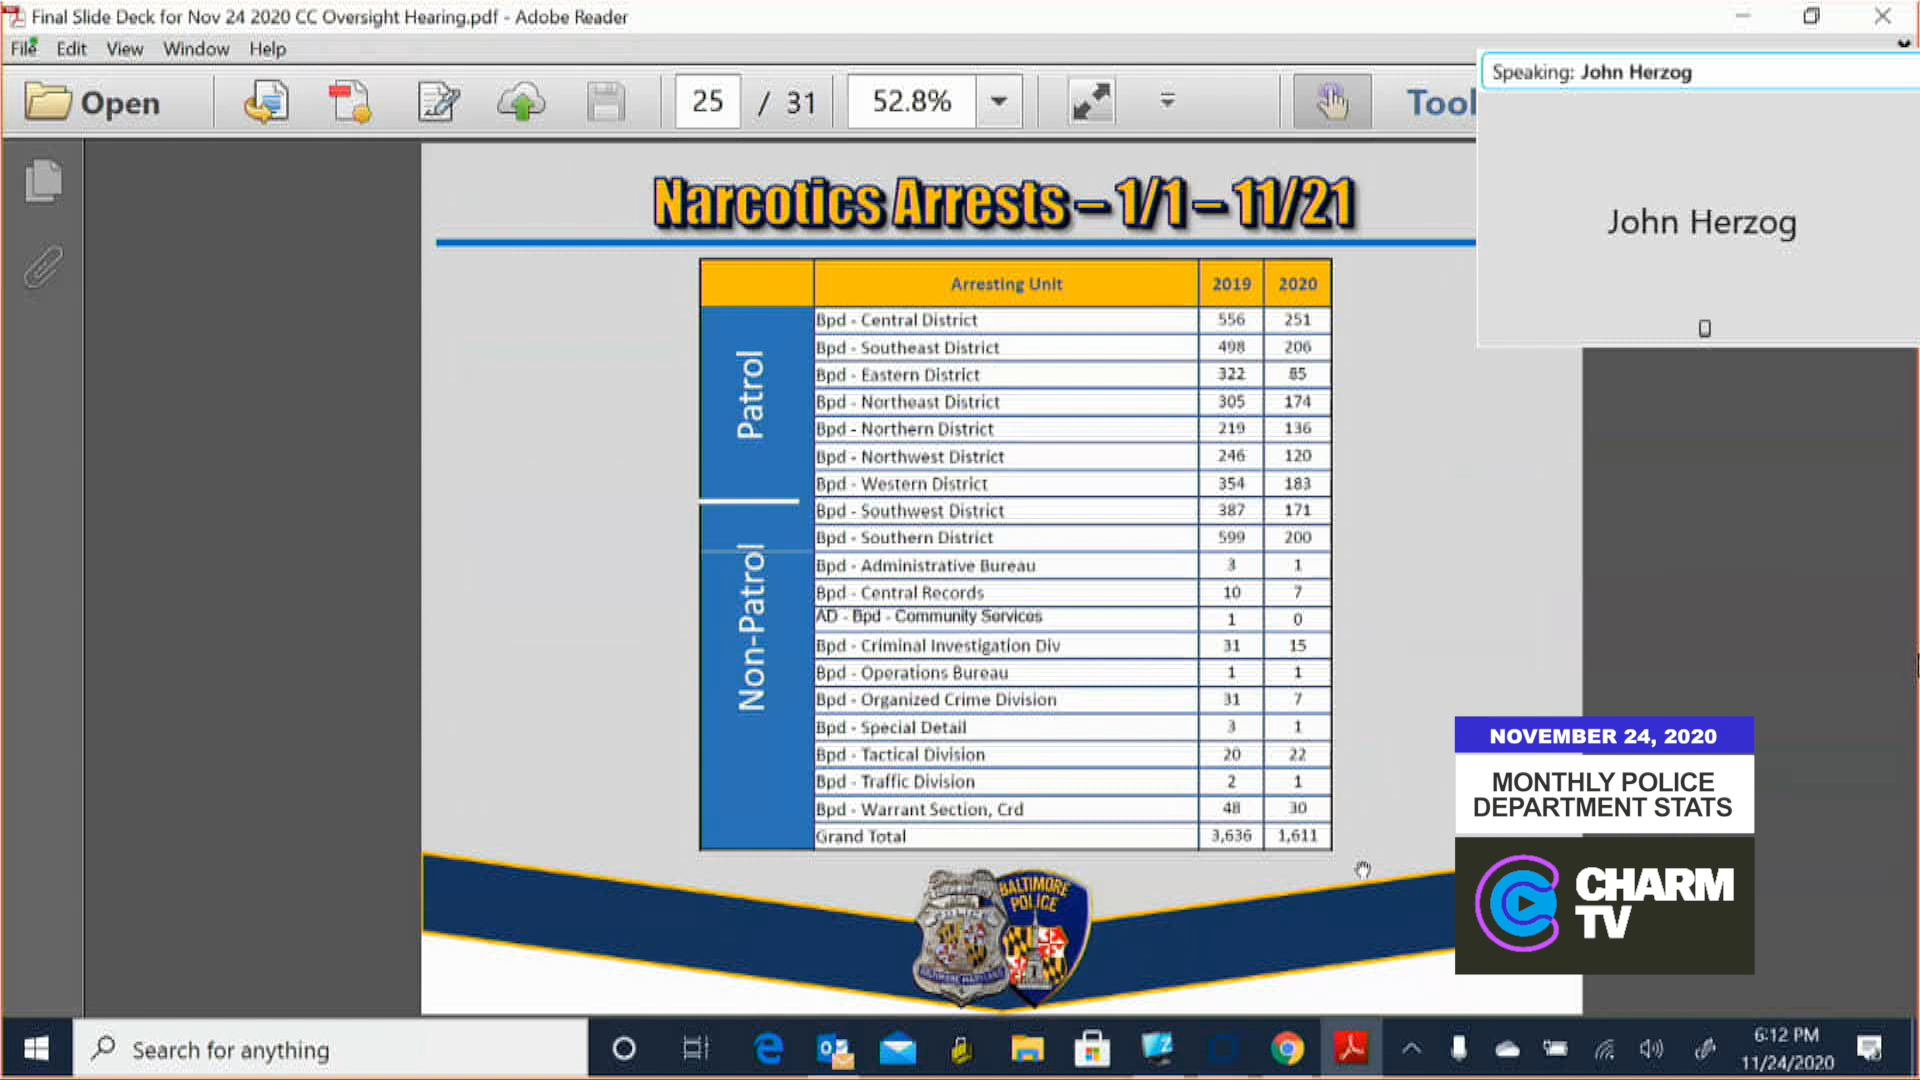 Final Slide Deck for Nov 24 2020 CC Oversight Hearing.pdf - Adobe Reader
File Edit View Window Help
Open 25 / 31 52.8% Tool
Speaking: John Herzog
John Herzog
Narcotics Arrests – 1/1 – 11/21
Arresting Unit 2019 2020
Patrol
Bpd - Central District 556 251
Bpd - Southeast District 498 206
Bpd - Eastern District 322 85
Bpd - Northeast District 305 174
Bpd - Northern District 219 136
Bpd - Northwest District 246 120
Bpd - Western District 354 183
Bpd - Southwest District 387 171
Bpd - Southern District 599 200
Non-Patrol
Bpd - Administrative Bureau 3 1
Bpd - Central Records 10 7
AD - Bpd - Community Services 1 0
Bpd - Criminal Investigation Div 31 15
Bpd - Operations Bureau 1 1
Bpd - Organized Crime Division 31 7
Bpd - Special Detail 3 1
Bpd - Tactical Division 20 22
Bpd - Traffic Division 2 1
Bpd - Warrant Section, Crd 48 30
Grand Total 3,636 1,611
BALTIMORE
POLICE
NOVEMBER 24, 2020
MONTHLY POLICE
DEPARTMENT STATS
CHARM
TV
Search for anything
6:12 PM
11/24/2020